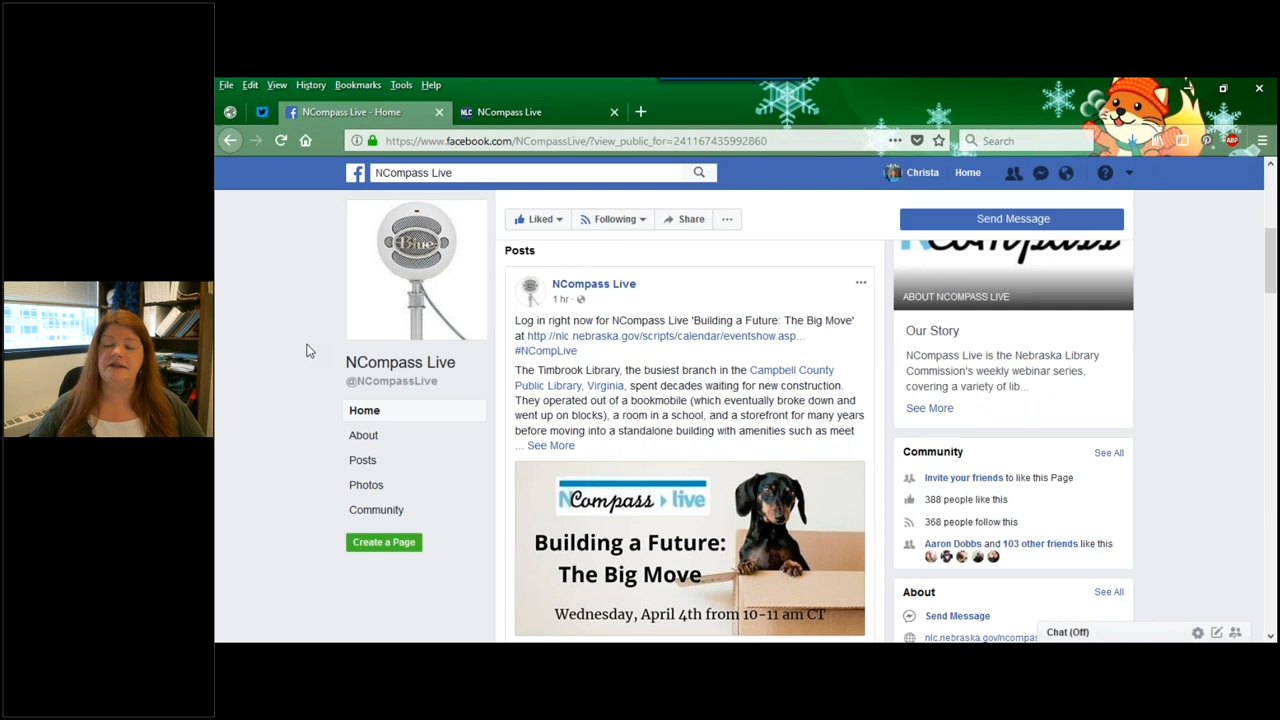 File Edit View History Bookmarks Tools Help
NCompass Live - Home
NLC NCompass Live
https://www.facebook.com/NCompassLive/?view_public_for=241167435992860
Search
ABP
NCompass Live
Christa Home
Liked Following Share
Send Message
Blue
NCompass Live
@NCompassLive
Home
About
Posts
Photos
Community
Create a Page
Posts
NCompass Live
1 hr
Log in right now for NCompass Live 'Building a Future: The Big Move'
at http://nlc.nebraska.gov/scripts/calendar/eventshow.asp...
#NCompLive
The Timbrook Library, the busiest branch in the Campbell County
Public Library, Virginia, spent decades waiting for new construction.
They operated out of a bookmobile (which eventually broke down and
went up on blocks), a room in a school, and a storefront for many years
before moving into a standalone building with amenities such as meet
... See More
NCompass live
Building a Future:
The Big Move
Wednesday, April 4th from 10-11 am CT
NCompass
ABOUT NCOMPASS LIVE
Our Story
NCompass Live is the Nebraska Library
Commission's weekly webinar series,
covering a variety of lib...
See More
Community See All
Invite your friends to like this Page
388 people like this
368 people follow this
Aaron Dobbs and 103 other friends like
this
About See All
Send Message
nlc.nebraska.gov/ncompas
Chat (Off)